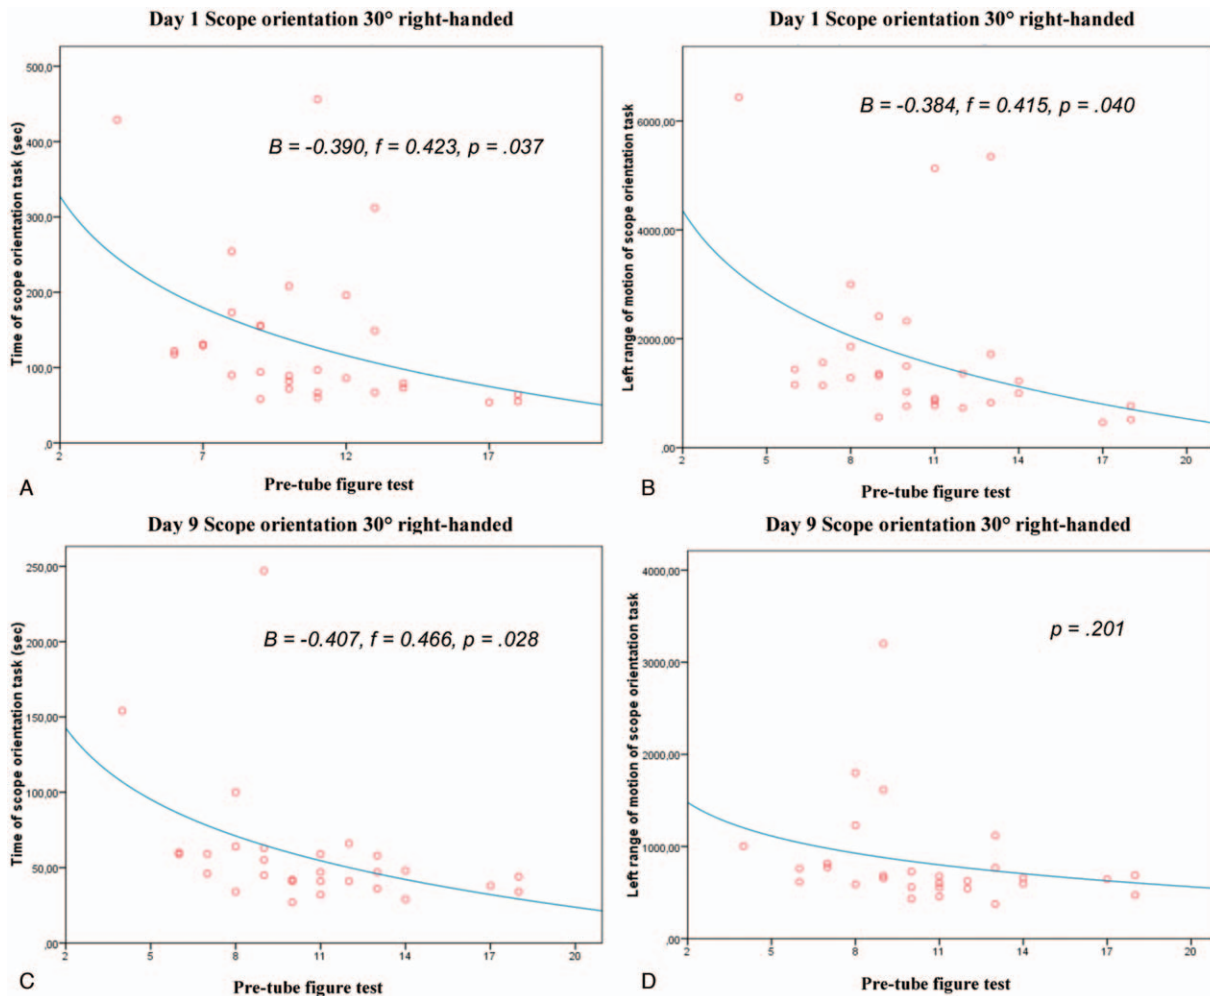 Day 1 Scope orientation 30° right-handed
Time of scope orientation task (sec)
500,0
400,0
300,0
200,0
100,0
,0
B = -0.390, f = 0.423, p = .037
2 7 12 17
A
Pre-tube figure test
Day 1 Scope orientation 30° right-handed
Left range of motion of scope orientation task
6000,00
4000,00
2000,00
,00
B = -0.384, f = 0.415, p = .040
2 5 8 11 14 17 20
B
Pre-tube figure test
Day 9 Scope orientation 30° right-handed
Time of scope orientation task (sec)
250,00
200,00
150,00
100,00
50,00
,00
B = -0.407, f = 0.466, p = .028
2 5 8 11 14 17 20
C
Pre-tube figure test
Day 9 Scope orientation 30° right-handed
Left range of motion of scope orientation task
4000,00
3000,00
2000,00
1000,00
,00
p = .201
2 5 8 11 14 17 20
D
Pre-tube figure test